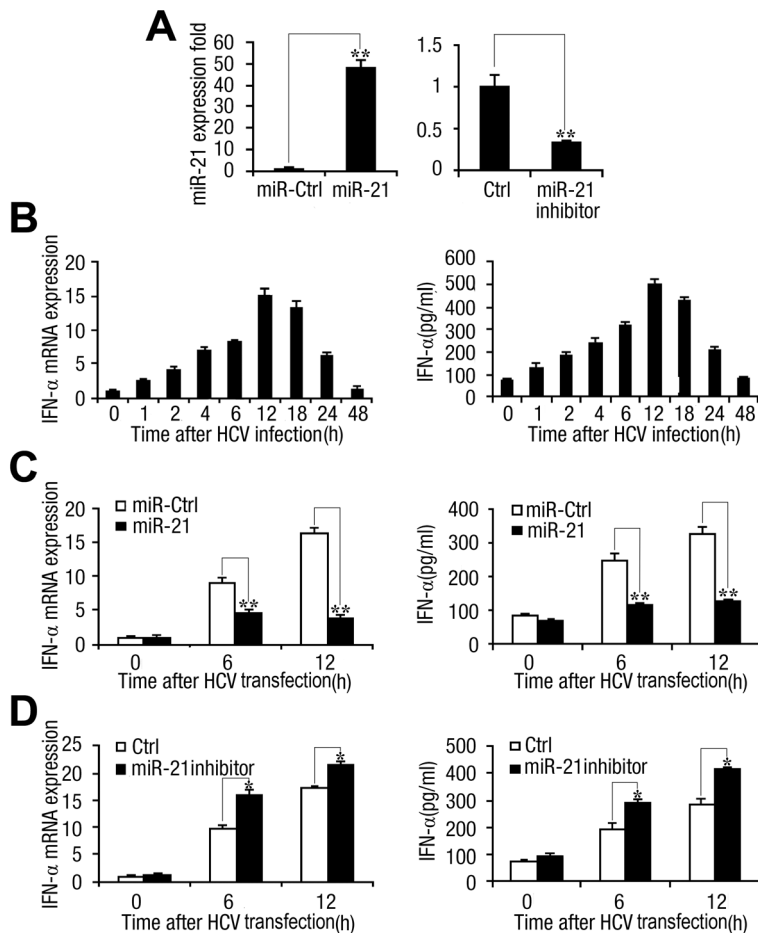 A
miR-21 expression fold
60
50
40
30
20
10
0
**
miR-Ctrl miR-21
1.5
1
0.5
0
**
Ctrl miR-21 inhibitor
B
IFN-α mRNA expression
20
15
10
5
0
0 1 2 4 6 12 18 24 48
Time after HCV infection(h)
IFN-α(pg/ml)
600
500
400
300
200
100
0
0 1 2 4 6 12 18 24 48
Time after HCV infection(h)
C
IFN-α mRNA expression
20
15
10
5
0
miR-Ctrl
miR-21
** **
0 6 12
Time after HCV transfection(h)
IFN-α(pg/ml)
400
300
200
100
0
miR-Ctrl
miR-21
** **
0 6 12
Time after HCV transfection(h)
D
IFN-α mRNA expression
25
20
15
10
5
0
Ctrl
miR-21inhibitor
* *
0 6 12
Time after HCV transfection(h)
IFN-α(pg/ml)
500
400
300
200
100
0
Ctrl
miR-21inhibitor
* *
0 6 12
Time after HCV transfection(h)